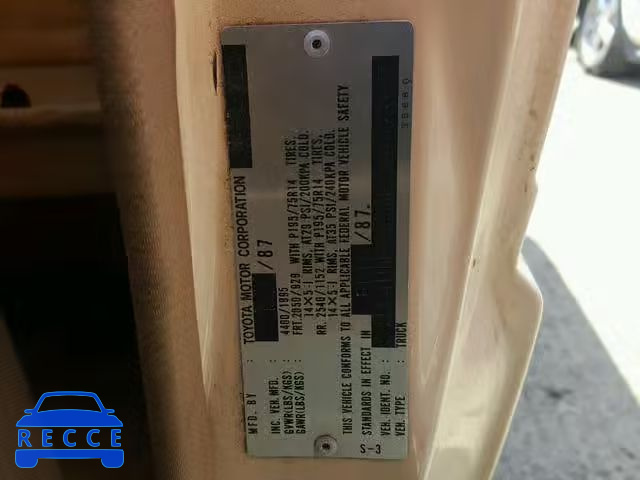 MFD. BY : TOYOTA MOTOR CORPORATION
INC. VEH. MFD. : /87
GVWR(LBS/KGS) : 4480/1995
GAWR(LBS/KGS) : FRT. 2050/929 WITH P195/75R14 TIRES,
14×5-J RIMS, AT29 PSI/200KPA COLD.
RR. 2540/1152 WITH P195/75R14 TIRES,
14×5-J RIMS, AT35 PSI/240KPA COLD.
THIS VEHICLE CONFORMS TO ALL APPLICABLE FEDERAL MOTOR VEHICLE SAFETY
STANDARDS IN EFFECT IN /87.
VEH. IDENT. NO. :
VEH. TYPE : TRUCK
S-3
RECCE